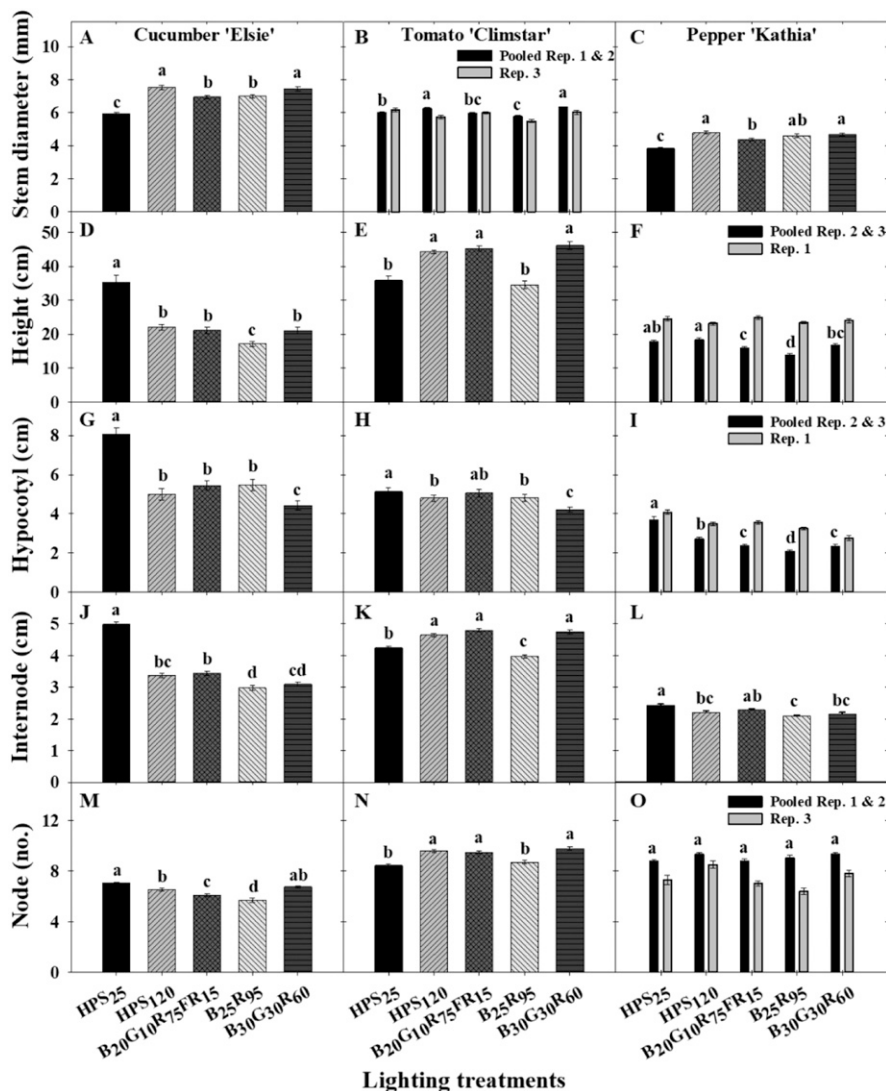 A Cucumber 'Elsie'
B Tomato 'Climstar'
Pooled Rep. 1 & 2
Rep. 3
C Pepper 'Kathia'
Stem diameter (mm)
10
8
6
4
2
0
c a b b a
b a bc c a
c a b ab a
D
E
F
Pooled Rep. 2 & 3
Rep. 1
Height (cm)
50
40
30
20
10
0
a b b c b
b a a b a
ab a c d bc
G
H
I
Pooled Rep. 2 & 3
Rep. 1
Hypocotyl (cm)
8
6
4
2
0
a b b b c
a b ab b c
a b c d c
J
K
L
Internode (cm)
5
4
3
2
1
0
a bc b d cd
b a a c a
a bc ab c bc
M
N
O
Pooled Rep. 1 & 2
Rep. 3
Node (no.)
12
8
4
0
a b c d ab
b a a b a
a a a a a
HPS25 HPS120 B20G10R75FR15 B25R95 B30G30R60
HPS25 HPS120 B20G10R75FR15 B25R95 B30G30R60
HPS25 HPS120 B20G10R75FR15 B25R95 B30G30R60
Lighting treatments